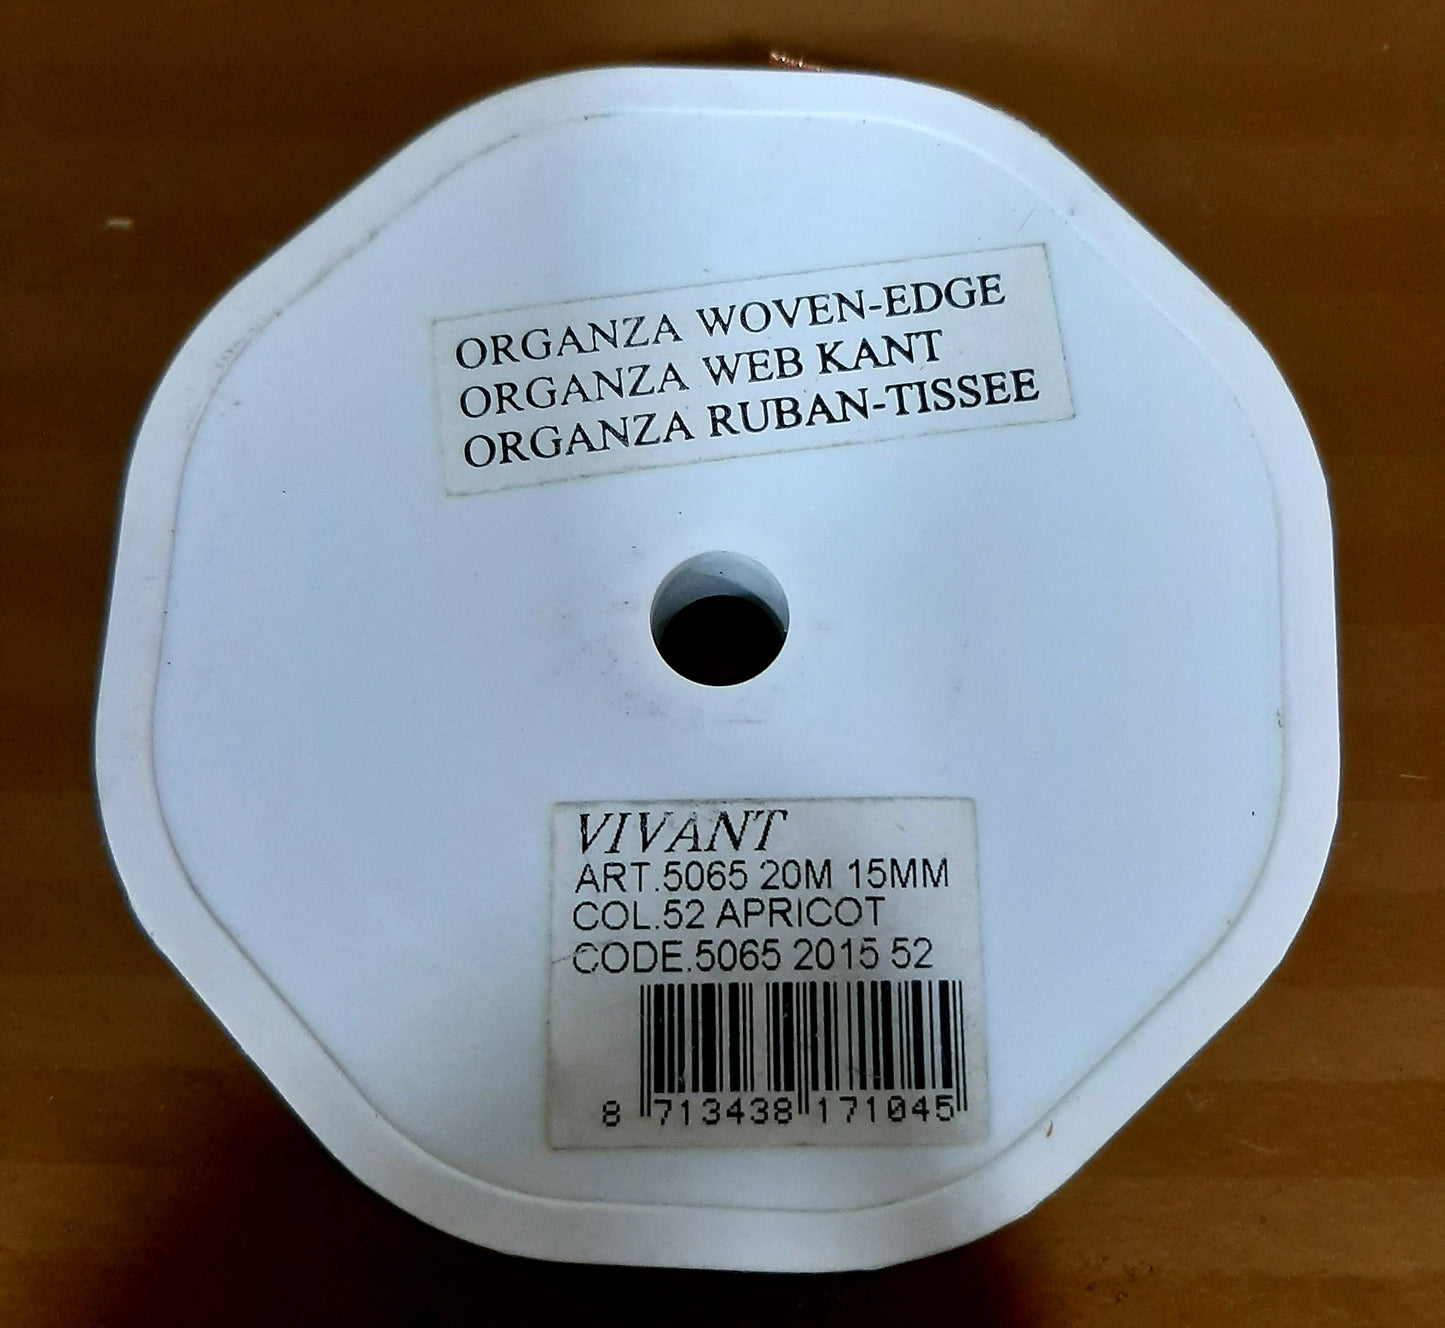 ORGANZA WOVEN-EDGE
ORGANZA WEB KANT
ORGANZA RUBAN-TISSEE
VIVANT
ART.5065 20M 15MM
COL.52 APRICOT
CODE.5065 2015 52
8 713438 171045